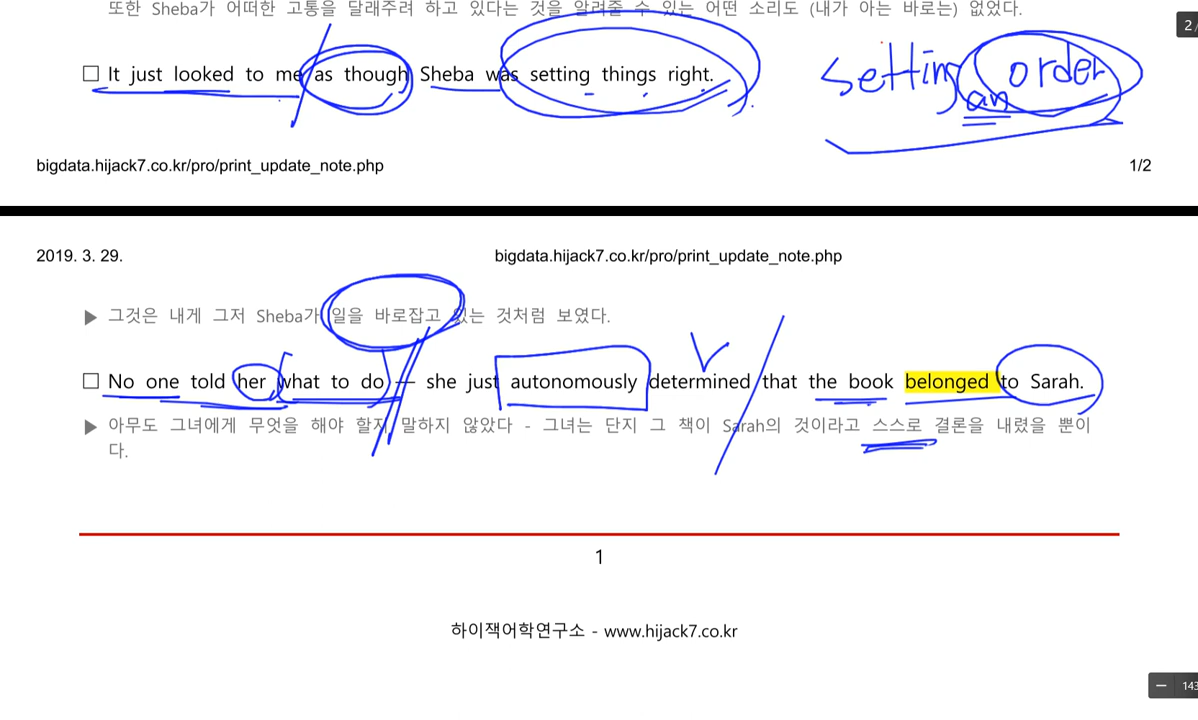 또한 Sheba가 어떠한 고통을 달래주려 하고 있다는 것을 알려줄 수 있는 어떤 소리도 (내가 아는 바로는) 없었다.
2/
□ It just looked to me as though Sheba was setting things right.
setting an order
bigdata.hijack7.co.kr/pro/print_update_note.php 1/2
2019. 3. 29. bigdata.hijack7.co.kr/pro/print_update_note.php
▶ 그것은 내게 그저 Sheba가 일을 바로잡고 있는 것처럼 보였다.
□ No one told her what to do – she just autonomously determined that the book belonged to Sarah.
▶ 아무도 그녀에게 무엇을 해야 할지 말하지 않았다 - 그녀는 단지 그 책이 Sarah의 것이라고 스스로 결론을 내렸을 뿐이
다.
1
하이잭어학연구소 - www.hijack7.co.kr
143